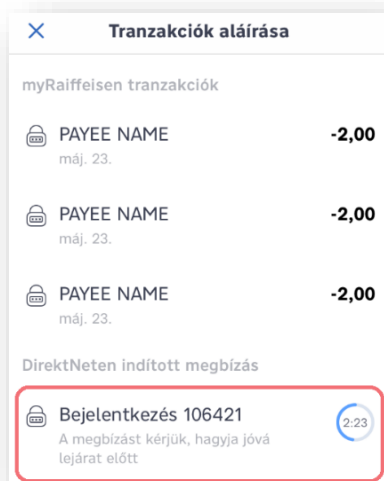 Tranzakciók aláírása
myRaiffeisen tranzakciók
PAYEE NAME -2,00
máj. 23.
PAYEE NAME -2,00
máj. 23.
PAYEE NAME -2,00
máj. 23.
DirektNeten indított megbízás
Bejelentkezés 106421 2:23
A megbízást kérjük, hagyja jóvá
lejárat előtt